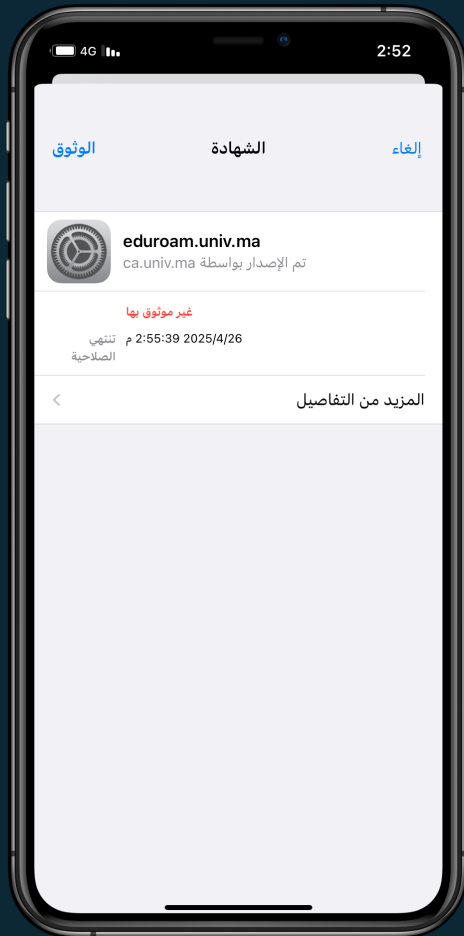 2:52
4G
إلغاء
الشهادة
الوثوق
eduroam.univ.ma
تم الإصدار بواسطة ca.univ.ma
غير موثوق بها
تنتهي الصلاحية
2025/4/26 2:55:39 م
المزيد من التفاصيل